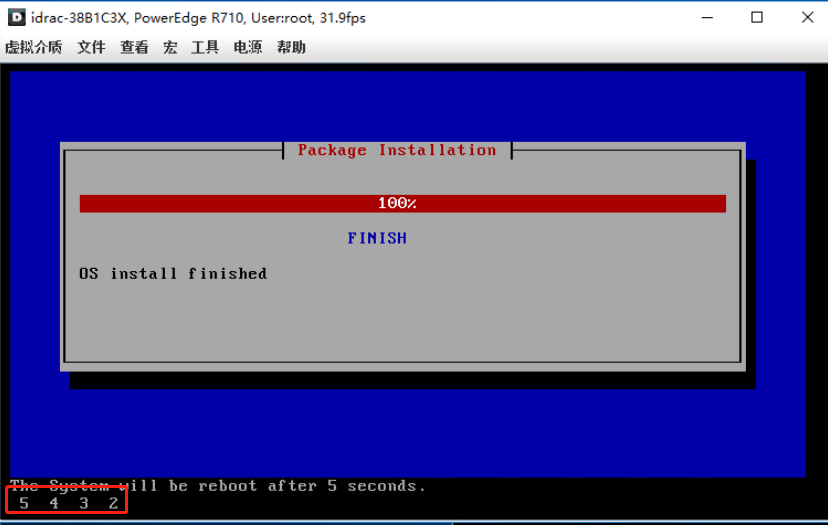 idrac-38B1C3X, PowerEdge R710, User:root, 31.9fps
虚拟介质 文件 查看 宏 工具 电源 帮助
Package Installation
100%
FINISH
OS install finished
The System will be reboot after 5 seconds.
5 4 3 2